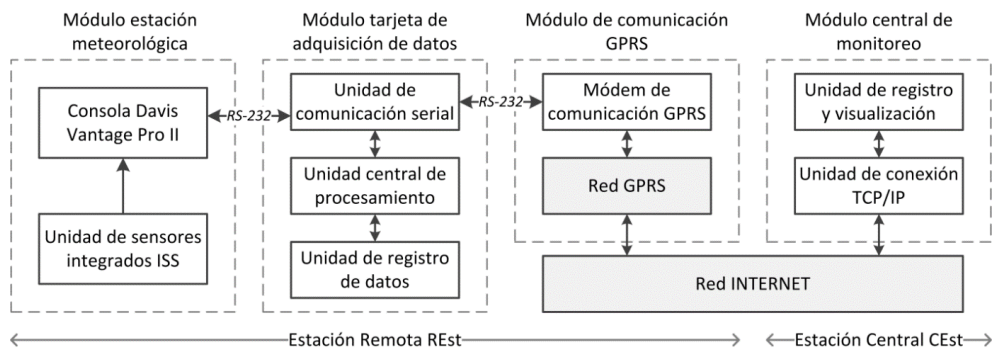 Módulo estación
meteorológica
Consola Davis
Vantage Pro II
Unidad de sensores
integrados ISS
RS-232
Módulo tarjeta de
adquisición de datos
Unidad de
comunicación serial
Unidad central de
procesamiento
Unidad de registro
de datos
RS-232
Módulo de comunicación
GPRS
Módem de
comunicación GPRS
Red GPRS
Módulo central de
monitoreo
Unidad de registro
y visualización
Unidad de conexión
TCP/IP
Red INTERNET
Estación Remota REst
Estación Central CEst